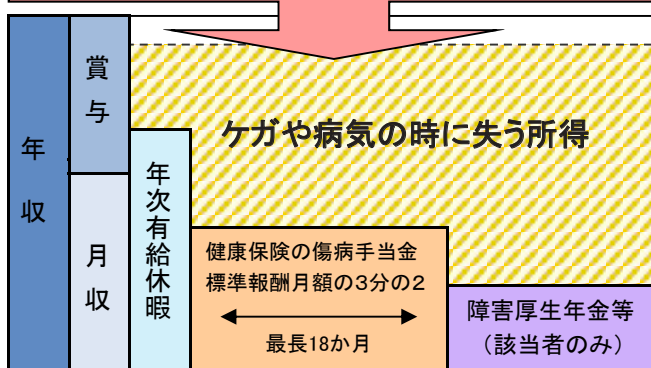 年収
賞与
月収
年次有給休暇
ケガや病気の時に失う所得
健康保険の傷病手当金
標準報酬月額の3分の2
最長18か月
障害厚生年金等
（該当者のみ）